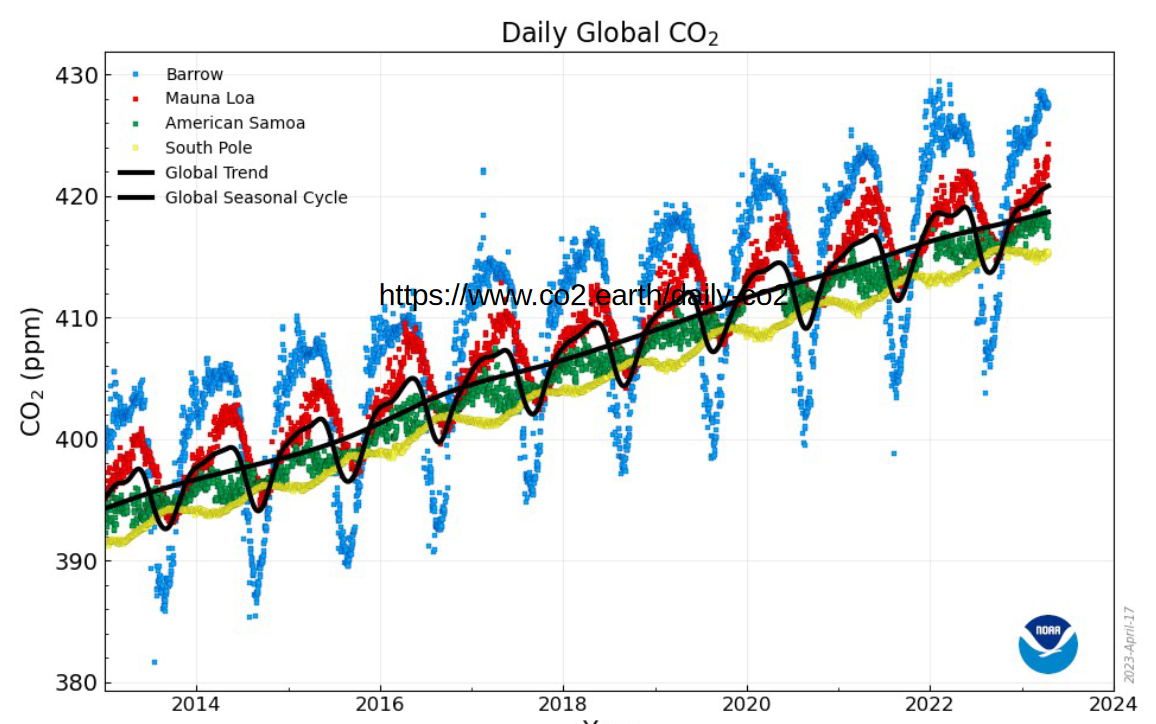 Daily Global CO₂
430
420
410
400
390
380
CO₂ (ppm)
Barrow
Mauna Loa
American Samoa
South Pole
Global Trend
Global Seasonal Cycle
https://www.co2.earth/daily-co2
NOAA
2023-April-17
2014
2016
2018
2020
2022
2024